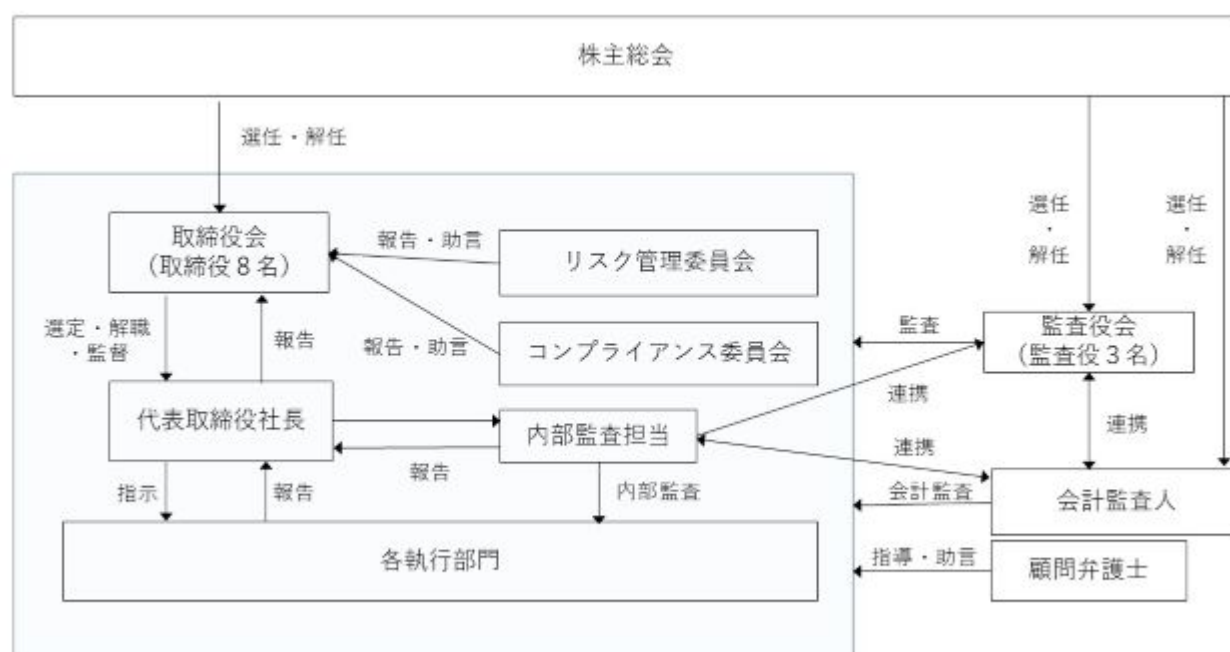 株主総会
選任・解任
選任
・
解任
選任
・
解任
取締役会
(取締役8名)
報告・助言
リスク管理委員会
選定・解職
・監督
報告
報告・助言
コンプライアンス委員会
監査
監査役会
(監査役3名)
代表取締役社長
内部監査担当
連携
連携
連携
報告
指示
報告
内部監査
会計監査
会計監査人
各執行部門
指導・助言
顧問弁護士